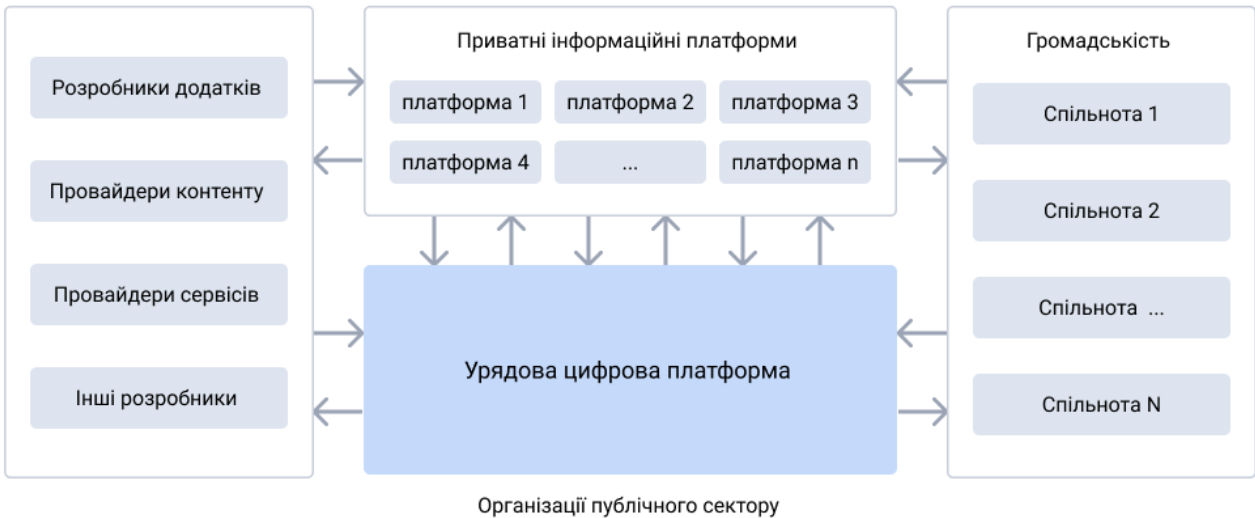 Розробники додатків
Провайдери контенту
Провайдери сервісів
Інші розробники
Приватні інформаційні платформи
платформа 1
платформа 2
платформа 3
платформа 4
...
платформа n
Урядова цифрова платформа
Організації публічного сектору
Громадськість
Спільнота 1
Спільнота 2
Спільнота ...
Спільнота N